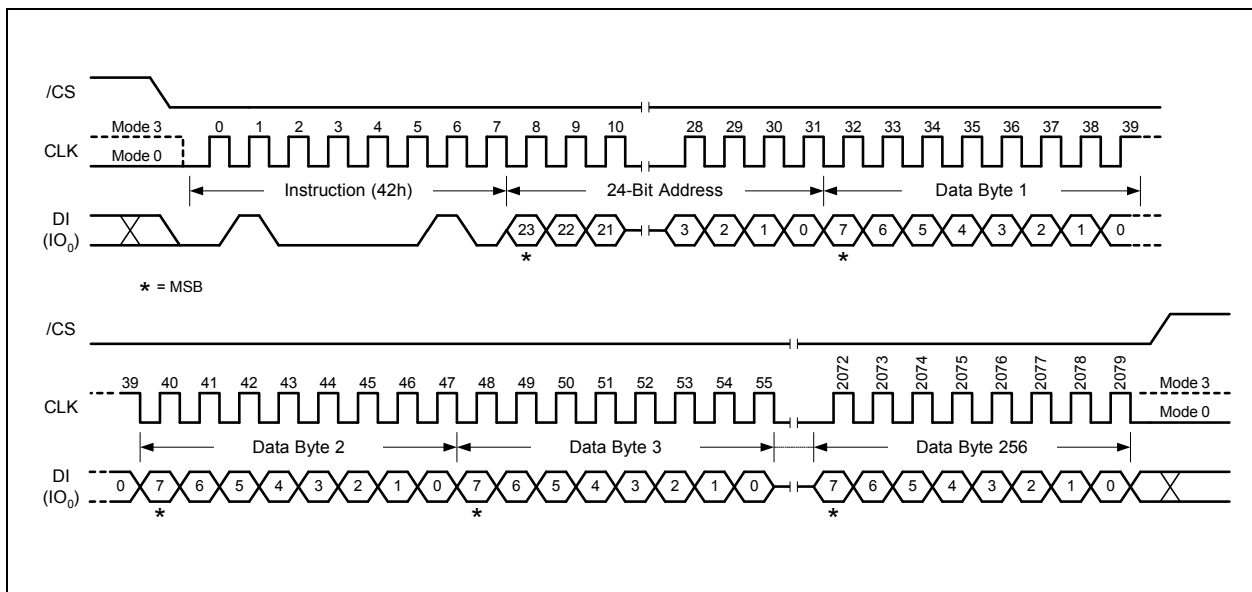 /CS
Mode 3
0 1 2 3 4 5 6 7 8 9 10 28 29 30 31 32 33 34 35 36 37 38 39
CLK
Mode 0
Instruction (42h) 24-Bit Address Data Byte 1
DI
(IO0)
23 22 21 3 2 1 0 7 6 5 4 3 2 1 0
* *
* = MSB
/CS
39 40 41 42 43 44 45 46 47 48 49 50 51 52 53 54 55 2072 2073 2074 2075 2076 2077 2078 2079
Mode 3
CLK
Mode 0
Data Byte 2 Data Byte 3 Data Byte 256
DI
(IO0)
0 7 6 5 4 3 2 1 0 7 6 5 4 3 2 1 0 7 6 5 4 3 2 1 0
* * *